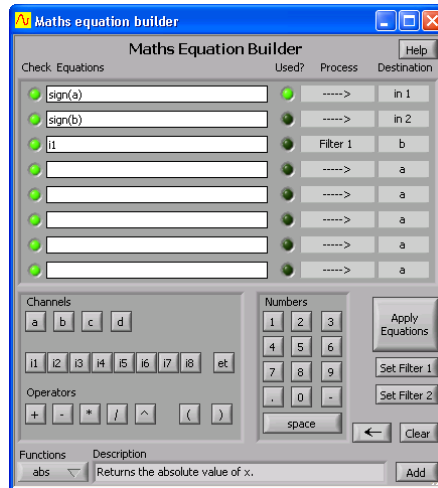 maths equation builder
Maths Equation Builder
Help
Check Equations Used? Process Destination
sign(a) -----> in 1
sign(b) -----> in 2
i1 Filter 1 b
-----> a
-----> a
-----> a
-----> a
-----> a
Channels
a b c d
i1 i2 i3 i4 i5 i6 i7 i8 et
Operators
+ - * / ^ ( )
Numbers
1 2 3
4 5 6
7 8 9
. 0 -
space
Apply
Equations
Set Filter 1
Set Filter 2
← Clear
Functions Description
abs Returns the absolute value of x. Add